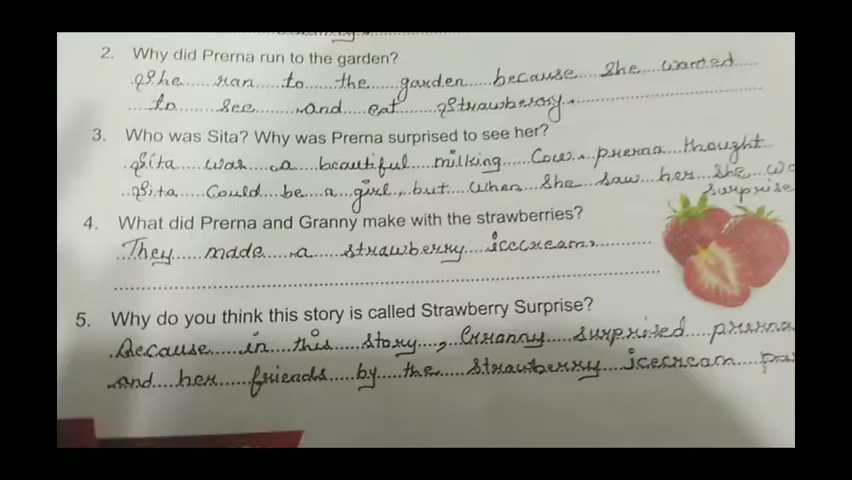 2. Why did Prerna run to the garden?
She ran to the garden because she wanted
to see and eat strawberry.
3. Who was Sita? Why was Prerna surprised to see her?
Sita was a beautiful milking Cow. prerna thought
Sita Could be a girl, but when she saw her she
surprise
4. What did Prerna and Granny make with the strawberries?
They made a strawberry icecream.
5. Why do you think this story is called Strawberry Surprise?
Because in this story, Granny surprised prerna
and her friends by the strawberry icecream